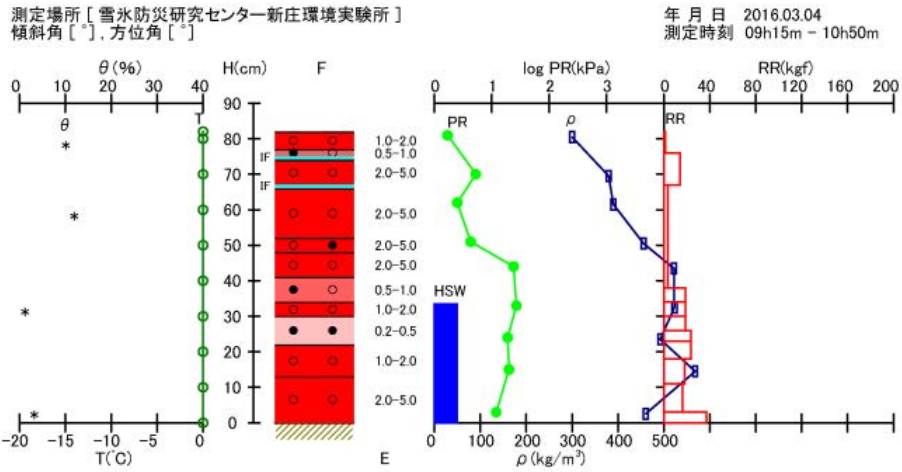 測定場所 [ 雪氷防災研究センター新庄環境実験所 ]
年 月 日 2016.03.04
傾斜角 [ ° ] , 方位角 [ ° ]
測定時刻 09h15m - 10h50m
θ(%) H(cm) F log PR(kPa) RR(kgf)
0 10 20 30 40 0 1 2 3 0 40 80 120 160 200
90
θ T PR ρ RR
80
1.0-2.0
IF 0.5-1.0
70 2.0-5.0
IF
60 2.0-5.0
50 2.0-5.0
2.0-5.0
40
0.5-1.0 HSW
30 1.0-2.0
0.2-0.5
20
1.0-2.0
10
2.0-5.0
0
-20 -15 -10 -5 0 0 100 200 300 400 500
T(℃) E ρ(kg/m³)